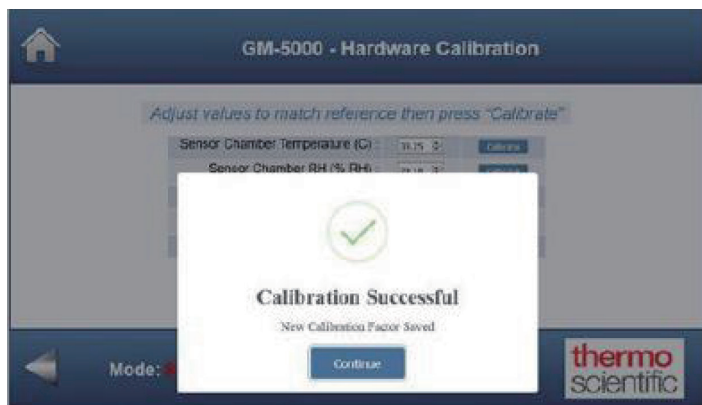 GM-5000 - Hardware Calibration
Adjust values to match reference then press "Calibrate"
Sensor Chamber Temperature (C) :
Sensor Chamber RH (% RH) :
Calibration Successful
New Calibration Factor Saved
Continue
Mode:
thermo
scientific